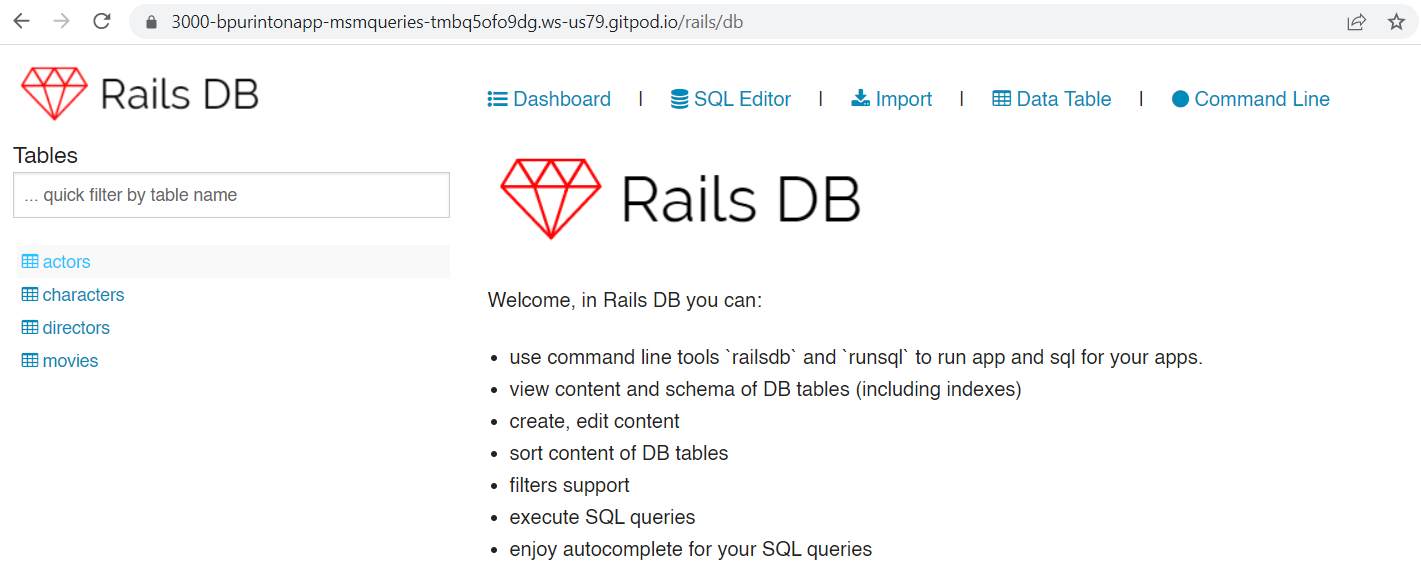 3000-bpurintonapp-msmqueries-tmbq5ofo9dg.ws-us79.gitpod.io/rails/db
Rails DB
Dashboard | SQL Editor | Import | Data Table | Command Line
Tables
... quick filter by table name
actors
characters
directors
movies
Rails DB
Welcome, in Rails DB you can:
• use command line tools `railsdb` and `runsql` to run app and sql for your apps.
• view content and schema of DB tables (including indexes)
• create, edit content
• sort content of DB tables
• filters support
• execute SQL queries
• enjoy autocomplete for your SQL queries